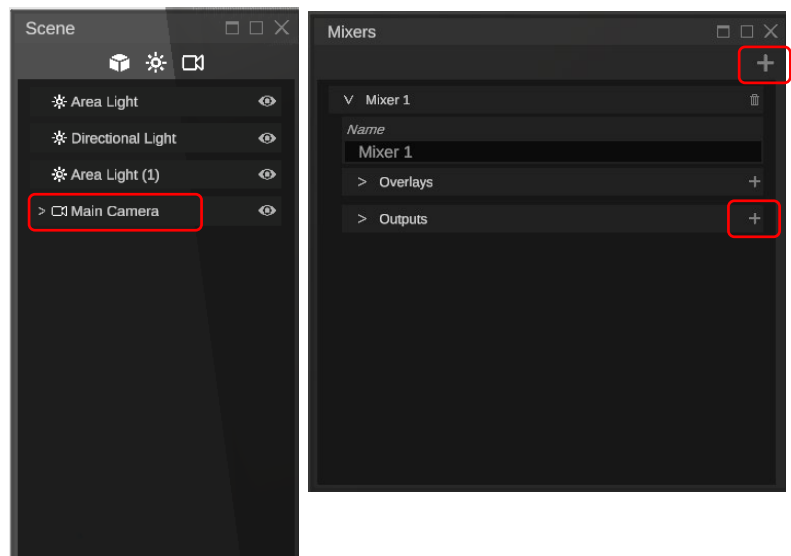 Scene
Area Light
Directional Light
Area Light (1)
> Main Camera
Mixers
Mixer 1
Name
Mixer 1
> Overlays
> Outputs